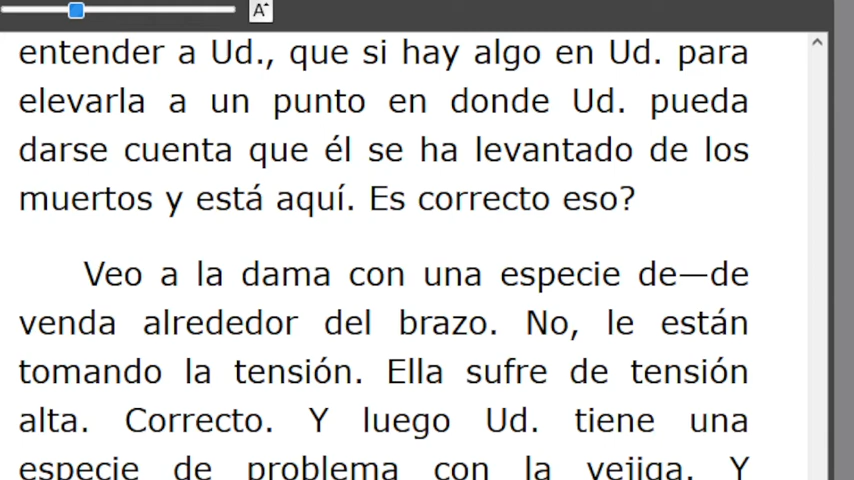 A
entender a Ud., que si hay algo en Ud. para
elevarla a un punto en donde Ud. pueda
darse cuenta que él se ha levantado de los
muertos y está aquí. Es correcto eso?
Veo a la dama con una especie de—de
venda alrededor del brazo. No, le están
tomando la tensión. Ella sufre de tensión
alta. Correcto. Y luego Ud. tiene una
especie de problema con la vejiga. Y